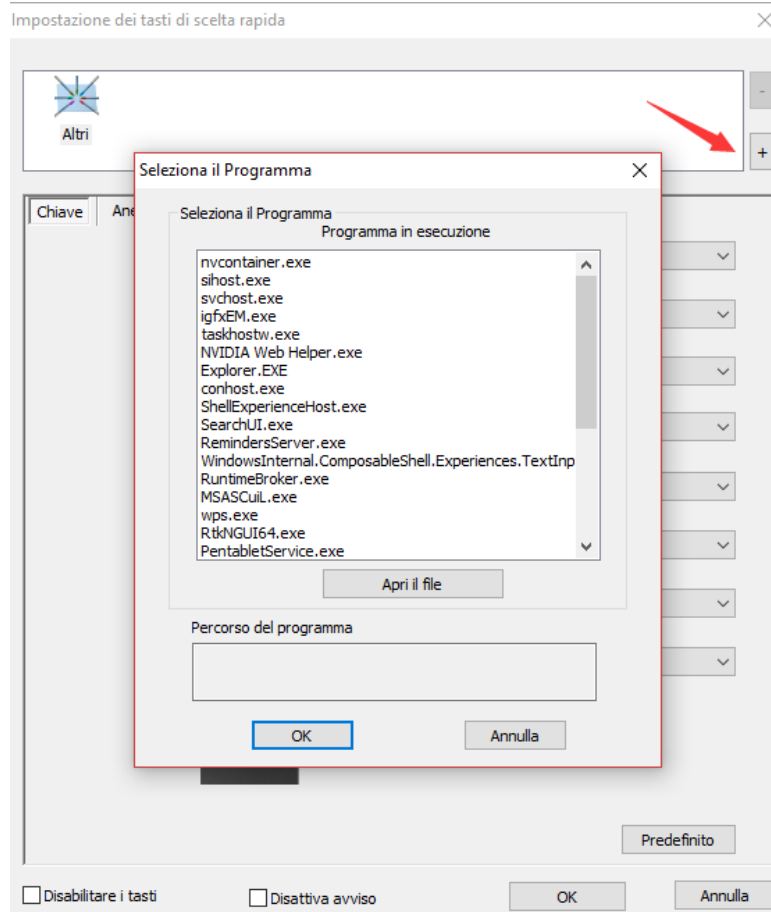 Impostazione dei tasti di scelta rapida
-
Altri
+
Seleziona il Programma
Chiave
Ane
Seleziona il Programma
Programma in esecuzione
nvcontainer.exe
sihost.exe
svchost.exe
igfxEM.exe
taskhostw.exe
NVIDIA Web Helper.exe
Explorer.EXE
conhost.exe
ShellExperienceHost.exe
SearchUI.exe
RemindersServer.exe
WindowsInternal.ComposableShell.Experiences.TextInp
RuntimeBroker.exe
MSASCuiL.exe
wps.exe
RtkNGUI64.exe
PentabletService.exe
Apri il file
Percorso del programma
OK Annulla
Predefinito
Disabilitare i tasti Disattiva avviso OK Annulla